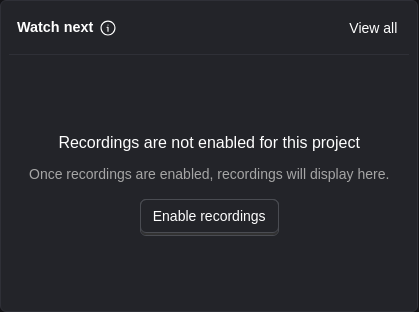 Watch next
View all
Recordings are not enabled for this project
Once recordings are enabled, recordings will display here.
Enable recordings